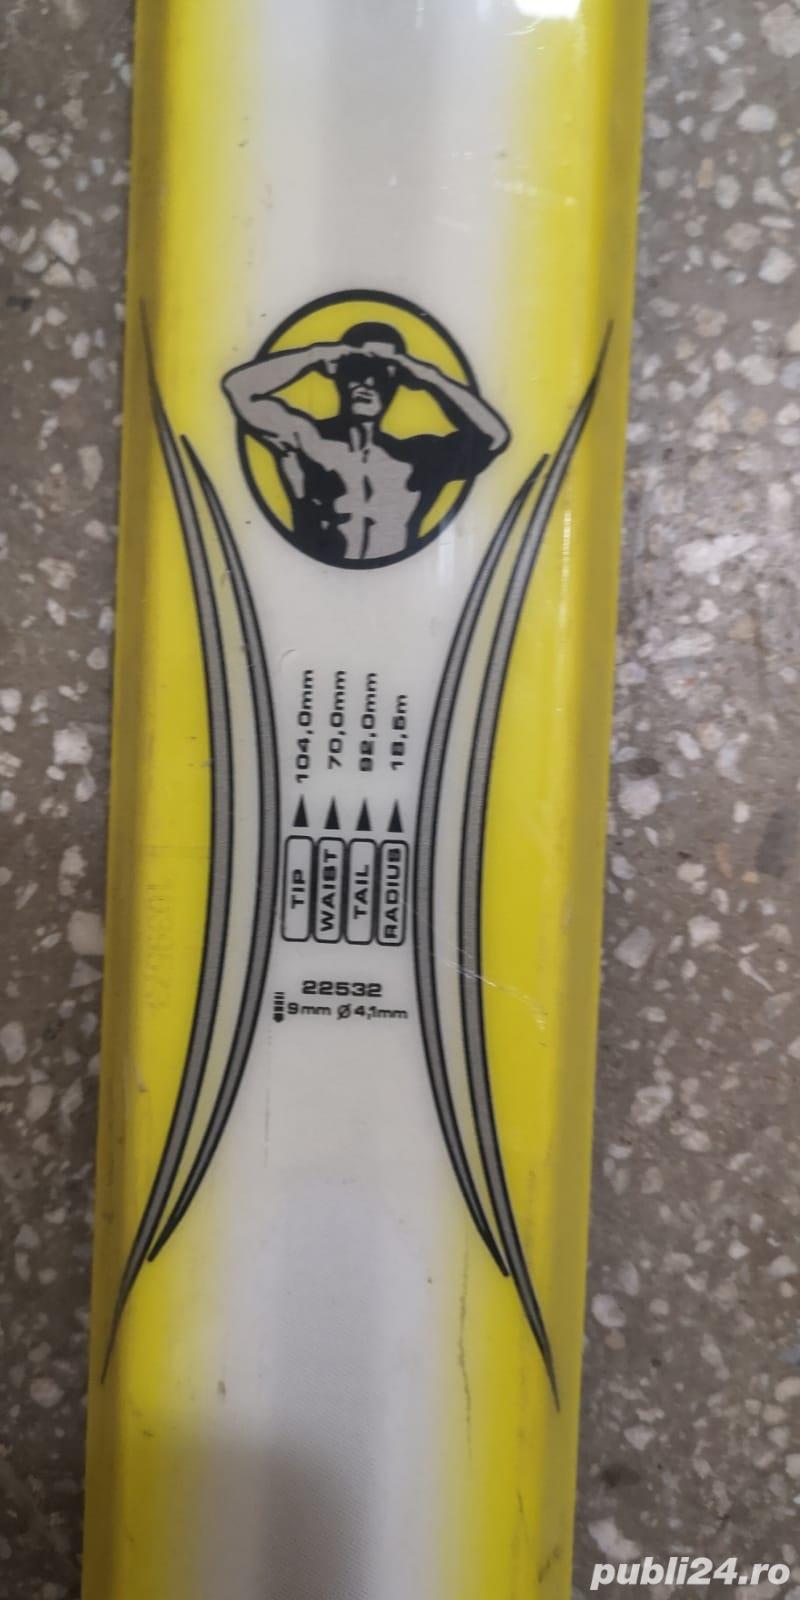 TIP 104,0mm
WAIST 70,0mm
TAIL 92,0mm
RADIUS 18,5m
22532
9mm Ø4,1mm
publi24.ro